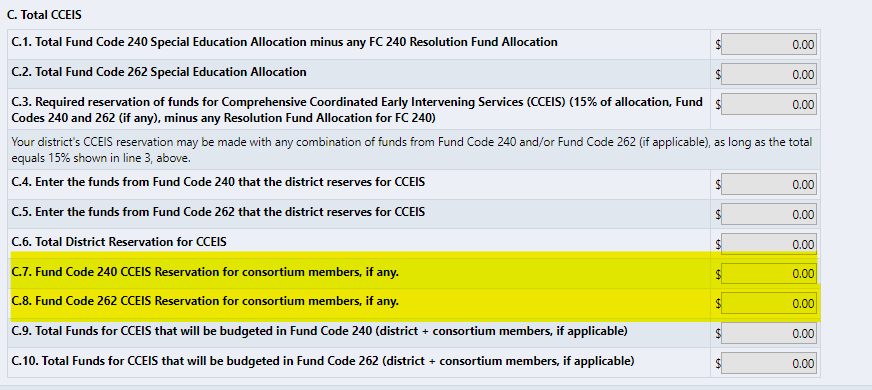 C. Total CCEIS
C.1. Total Fund Code 240 Special Education Allocation minus any FC 240 Resolution Fund Allocation $ 0.00
C.2. Total Fund Code 262 Special Education Allocation $ 0.00
C.3. Required reservation of funds for Comprehensive Coordinated Early Intervening Services (CCEIS) (15% of allocation, Fund $ 0.00
Codes 240 and 262 (if any), minus any Resolution Fund Allocation for FC 240)
Your district's CCEIS reservation may be made with any combination of funds from Fund Code 240 and/or Fund Code 262 (if applicable), as long as the total
equals 15% shown in line 3, above.
C.4. Enter the funds from Fund Code 240 that the district reserves for CCEIS $ 0.00
C.5. Enter the funds from Fund Code 262 that the district reserves for CCEIS $ 0.00
C.6. Total District Reservation for CCEIS $ 0.00
C.7. Fund Code 240 CCEIS Reservation for consortium members, if any. $ 0.00
C.8. Fund Code 262 CCEIS Reservation for consortium members, if any. $ 0.00
C.9. Total Funds for CCEIS that will be budgeted in Fund Code 240 (district + consortium members, if applicable) $ 0.00
C.10. Total Funds for CCEIS that will be budgeted in Fund Code 262 (district + consortium members, if applicable) $ 0.00